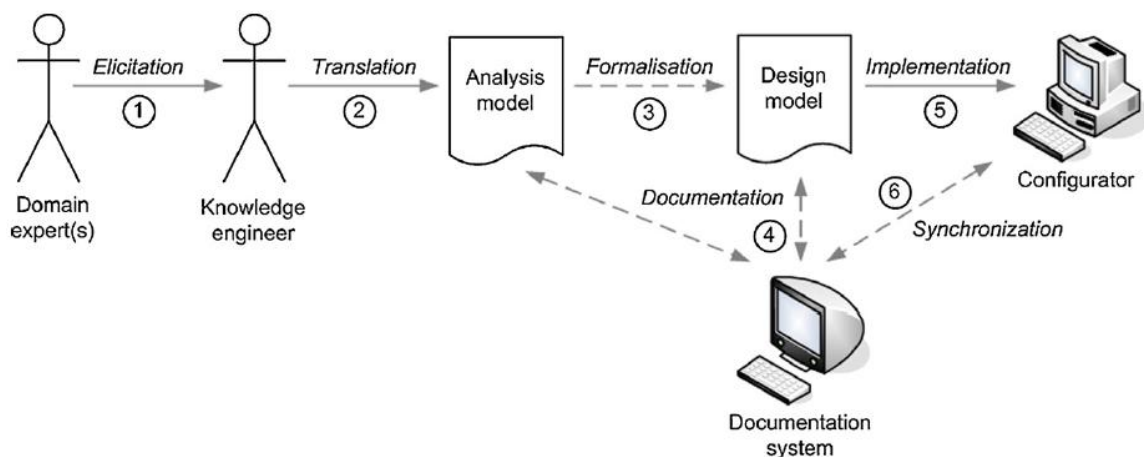 Elicitation
1
Translation
2
Analysis
model
Formalisation
3
Design
model
Implementation
5
Configurator
Domain
expert(s)
Knowledge
engineer
Documentation
4
6
Synchronization
Documentation
system